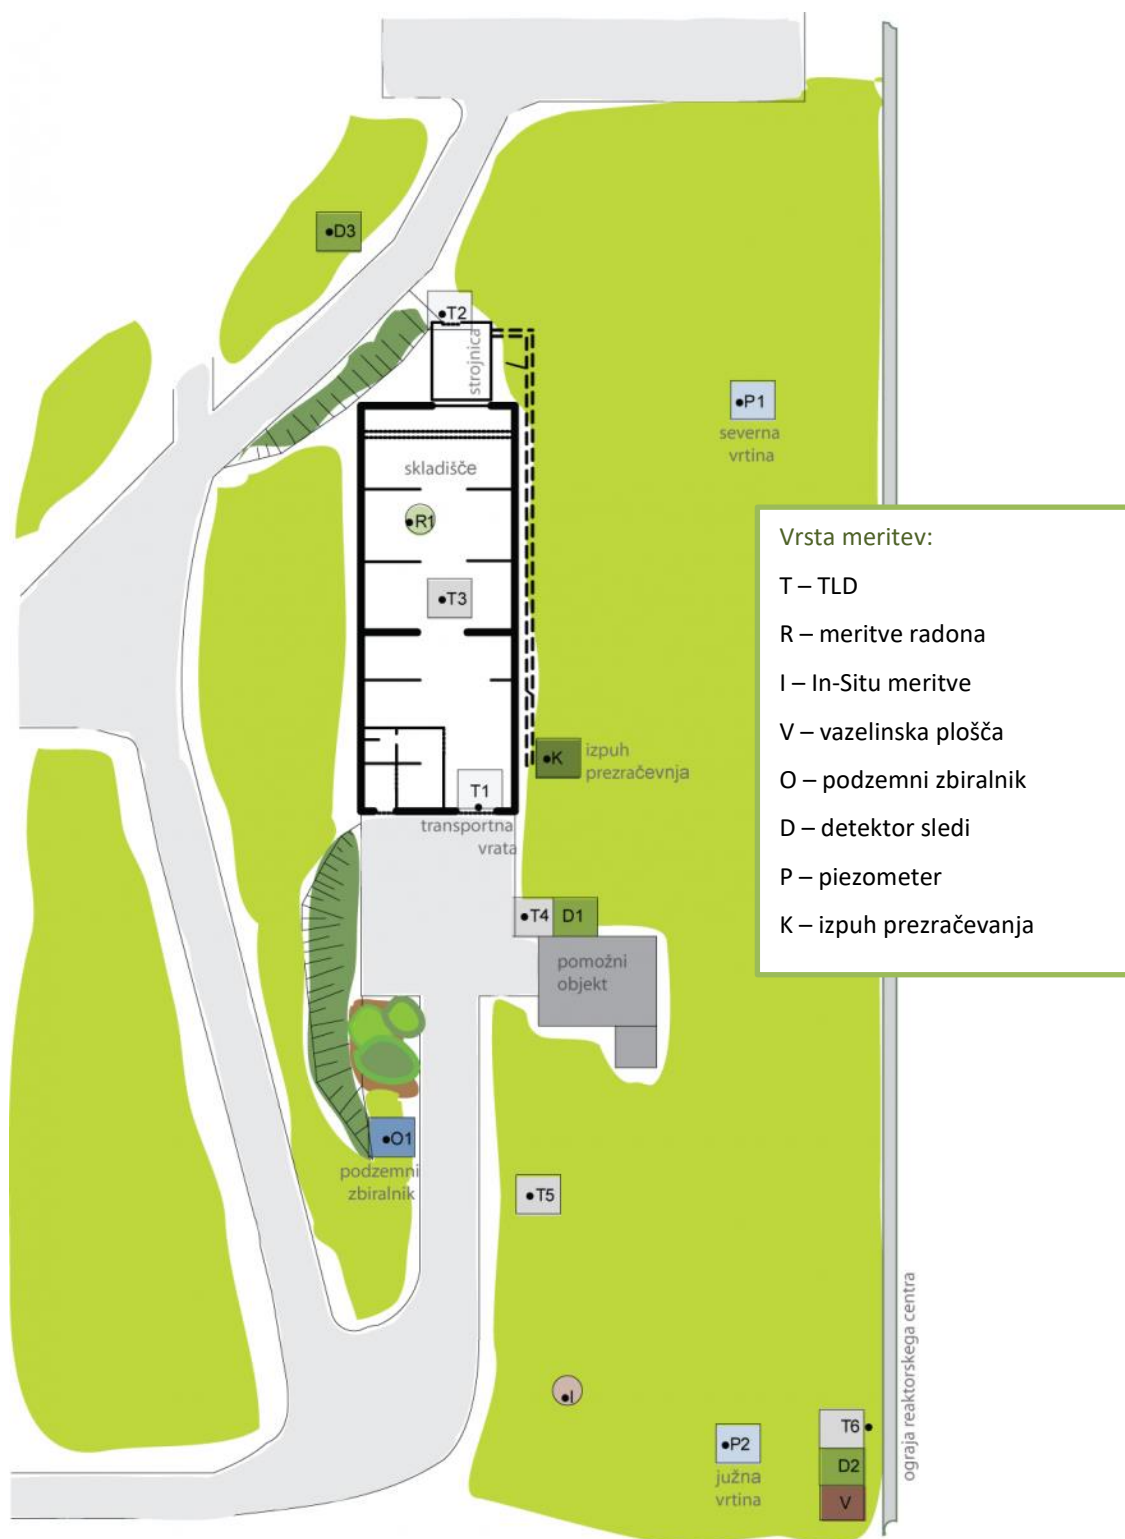 D3
T2
strojnica
P1
severna
vrtina
skladišče
R1
T3
Vrsta meritev:
T – TLD
R – meritve radona
I – In-Situ meritve
V – vazelinska plošča
O – podzemni zbiralnik
D – detektor sledi
P – piezometer
K – izpuh prezračevanja
K
izpuh
prezračevnja
T1
transportna
vrata
T4 D1
pomožni
objekt
O1
podzemni
zbiralnik
T5
I
ograja reaktorskega centra
P2
južna
vrtina
T6
D2
V